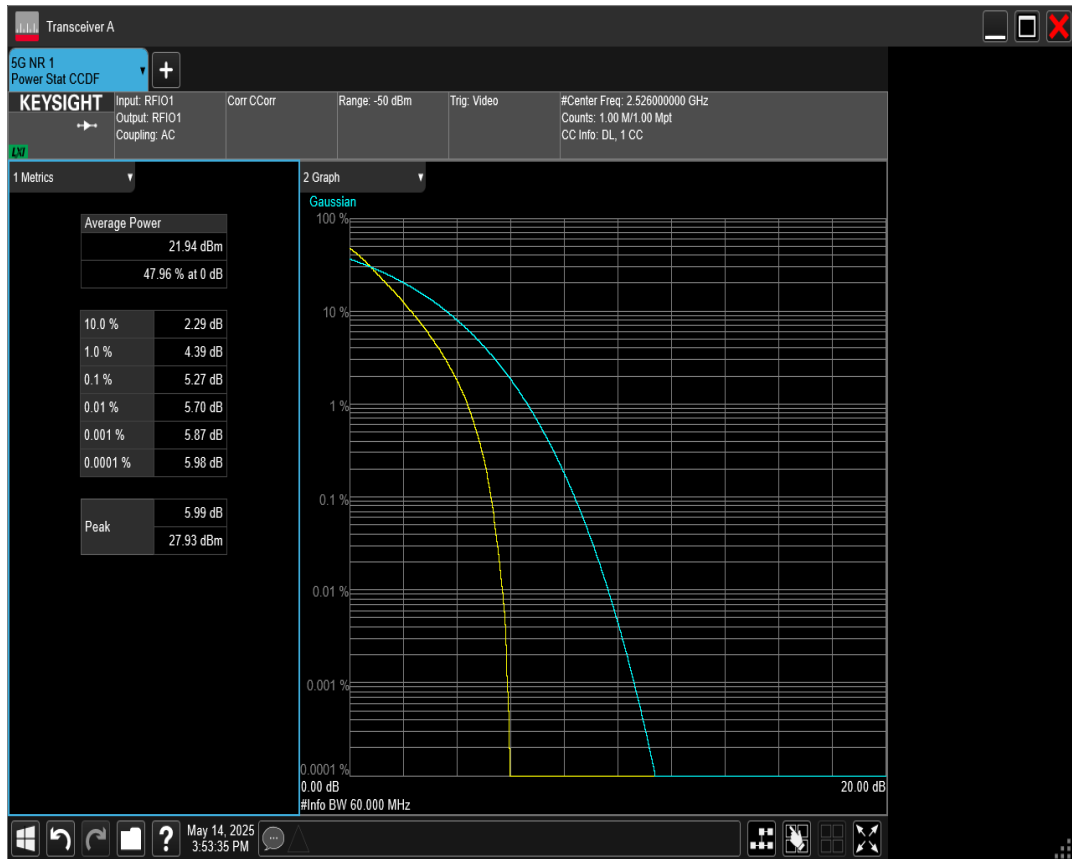 Transceiver A
5G NR 1
Power Stat CCDF
KEYSIGHT
LXI
Input: RFIO1
Output: RFIO1
Coupling: AC
Corr CCorr
Range: -50 dBm
Trig: Video
#Center Freq: 2.526000000 GHz
Counts: 1.00 M/1.00 Mpt
CC Info: DL, 1 CC
1 Metrics
Average Power
21.94 dBm
47.96 % at 0 dB
10.0 % 2.29 dB
1.0 % 4.39 dB
0.1 % 5.27 dB
0.01 % 5.70 dB
0.001 % 5.87 dB
0.0001 % 5.98 dB
Peak
5.99 dB
27.93 dBm
2 Graph
Gaussian
100 %
10 %
1 %
0.1 %
0.01 %
0.001 %
0.0001 %
0.00 dB 20.00 dB
#Info BW 60.000 MHz
?
May 14, 2025
3:53:35 PM